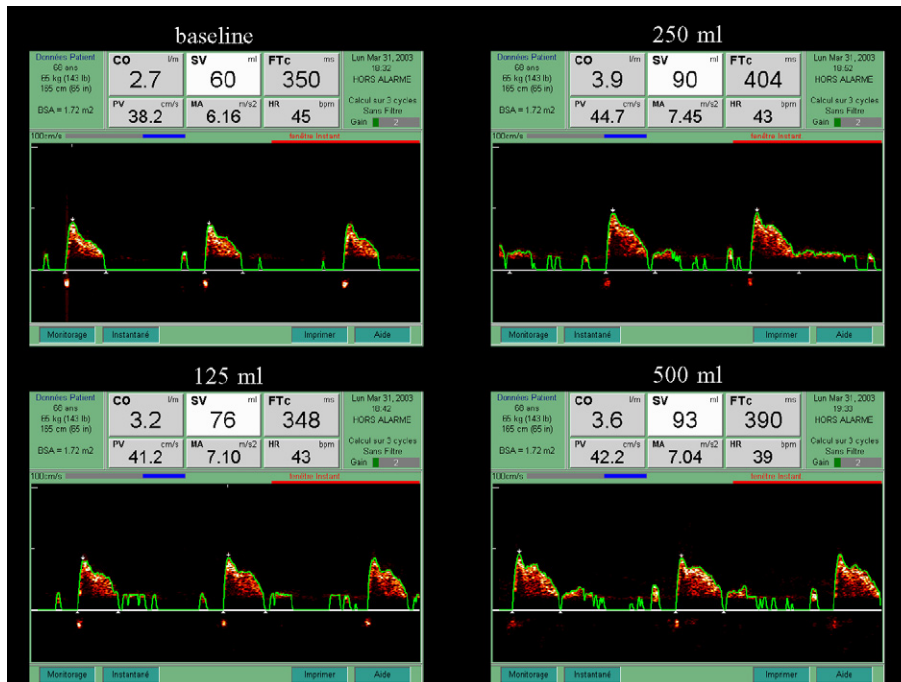 baseline
Données Patient
68 ans
65 kg (143 lb)
165 cm (65 in)
BSA = 1.72 m2
CO l/m
2.7
SV ml
60
FTc ms
350
PV cm/s
38.2
MA m/s2
6.16
HR bpm
45
Lun Mar 31, 2003
18:32
HORS ALARME
Calcul sur 3 cycles
Sans Filtre
Gain 2
100cm/s
fenêtre Instant
Monitorage Instantané Imprimer Aide
250 ml
Données Patient
68 ans
65 kg (143 lb)
165 cm (65 in)
BSA = 1.72 m2
CO l/m
3.9
SV ml
90
FTc ms
404
PV cm/s
44.7
MA m/s2
7.45
HR bpm
43
Lun Mar 31, 2003
18:52
HORS ALARME
Calcul sur 3 cycles
Sans Filtre
Gain 2
100cm/s
fenêtre Instant
Monitorage Instantané Imprimer Aide
125 ml
Données Patient
68 ans
65 kg (143 lb)
165 cm (65 in)
BSA = 1.72 m2
CO l/m
3.2
SV ml
76
FTc ms
348
PV cm/s
41.2
MA m/s2
7.10
HR bpm
43
Lun Mar 31, 2003
18:42
HORS ALARME
Calcul sur 3 cycles
Sans Filtre
Gain 2
100cm/s
fenêtre Instant
Monitorage Instantané Imprimer Aide
500 ml
Données Patient
68 ans
65 kg (143 lb)
165 cm (65 in)
BSA = 1.72 m2
CO l/m
3.6
SV ml
93
FTc ms
390
PV cm/s
42.2
MA m/s2
7.04
HR bpm
39
Lun Mar 31, 2003
19:33
HORS ALARME
Calcul sur 3 cycles
Sans Filtre
Gain 2
100cm/s
fenêtre Instant
Monitorage Instantané Imprimer Aide